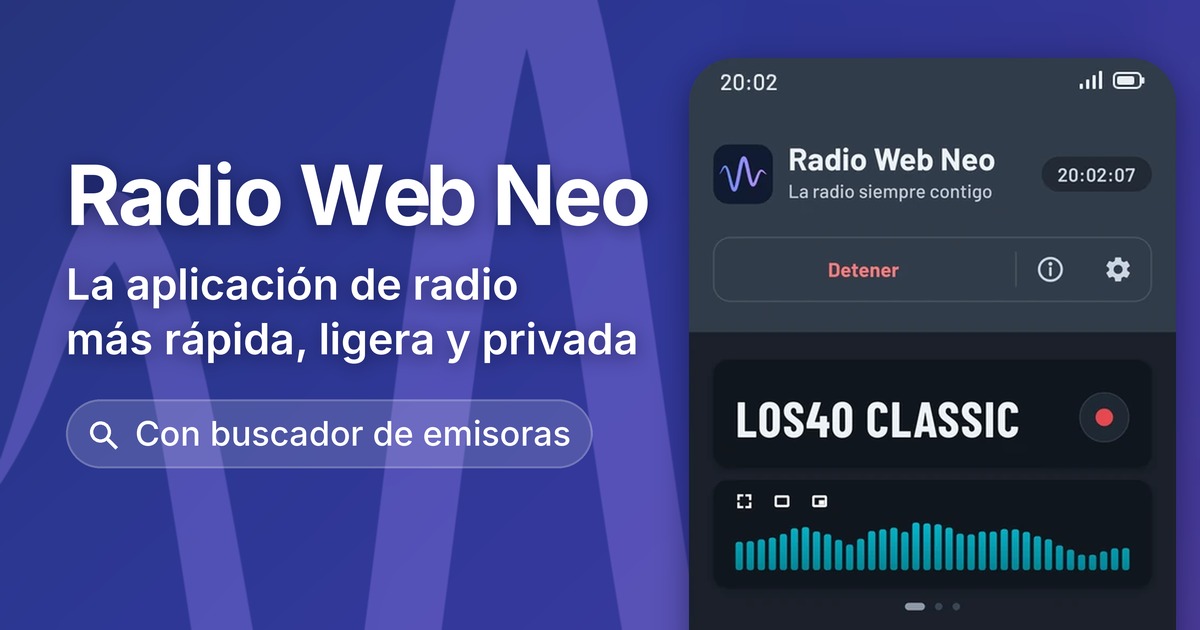 Radio Web Neo
La aplicación de radio
más rápida, ligera y privada
Con buscador de emisoras
20:02
Radio Web Neo
La radio siempre contigo
20:02:07
Detener
LOS40 CLASSIC